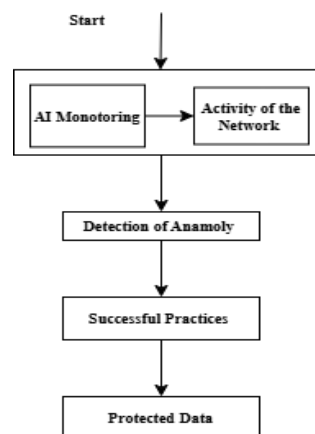 Start
AI Monotoring
Activity of the
Network
Detection of Anamoly
Successful Practices
Protected Data